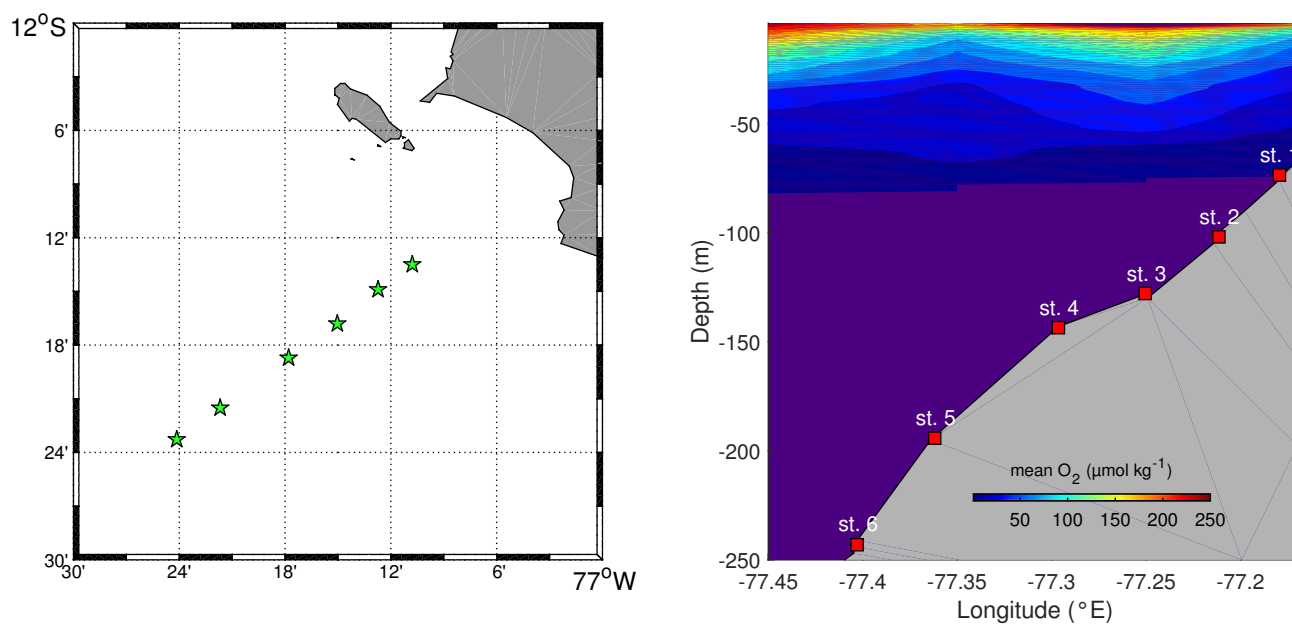 12°S
6'
12'
18'
24'
30'
30'
24'
18'
12'
6'
77°W
-50
-100
-150
-200
-250
Depth (m)
st. 1
st. 2
st. 3
st. 4
st. 5
st. 6
mean O2 (µmol kg-1)
50 100 150 200 250
-77.45 -77.4 -77.35 -77.3 -77.25 -77.2
Longitude (°E)